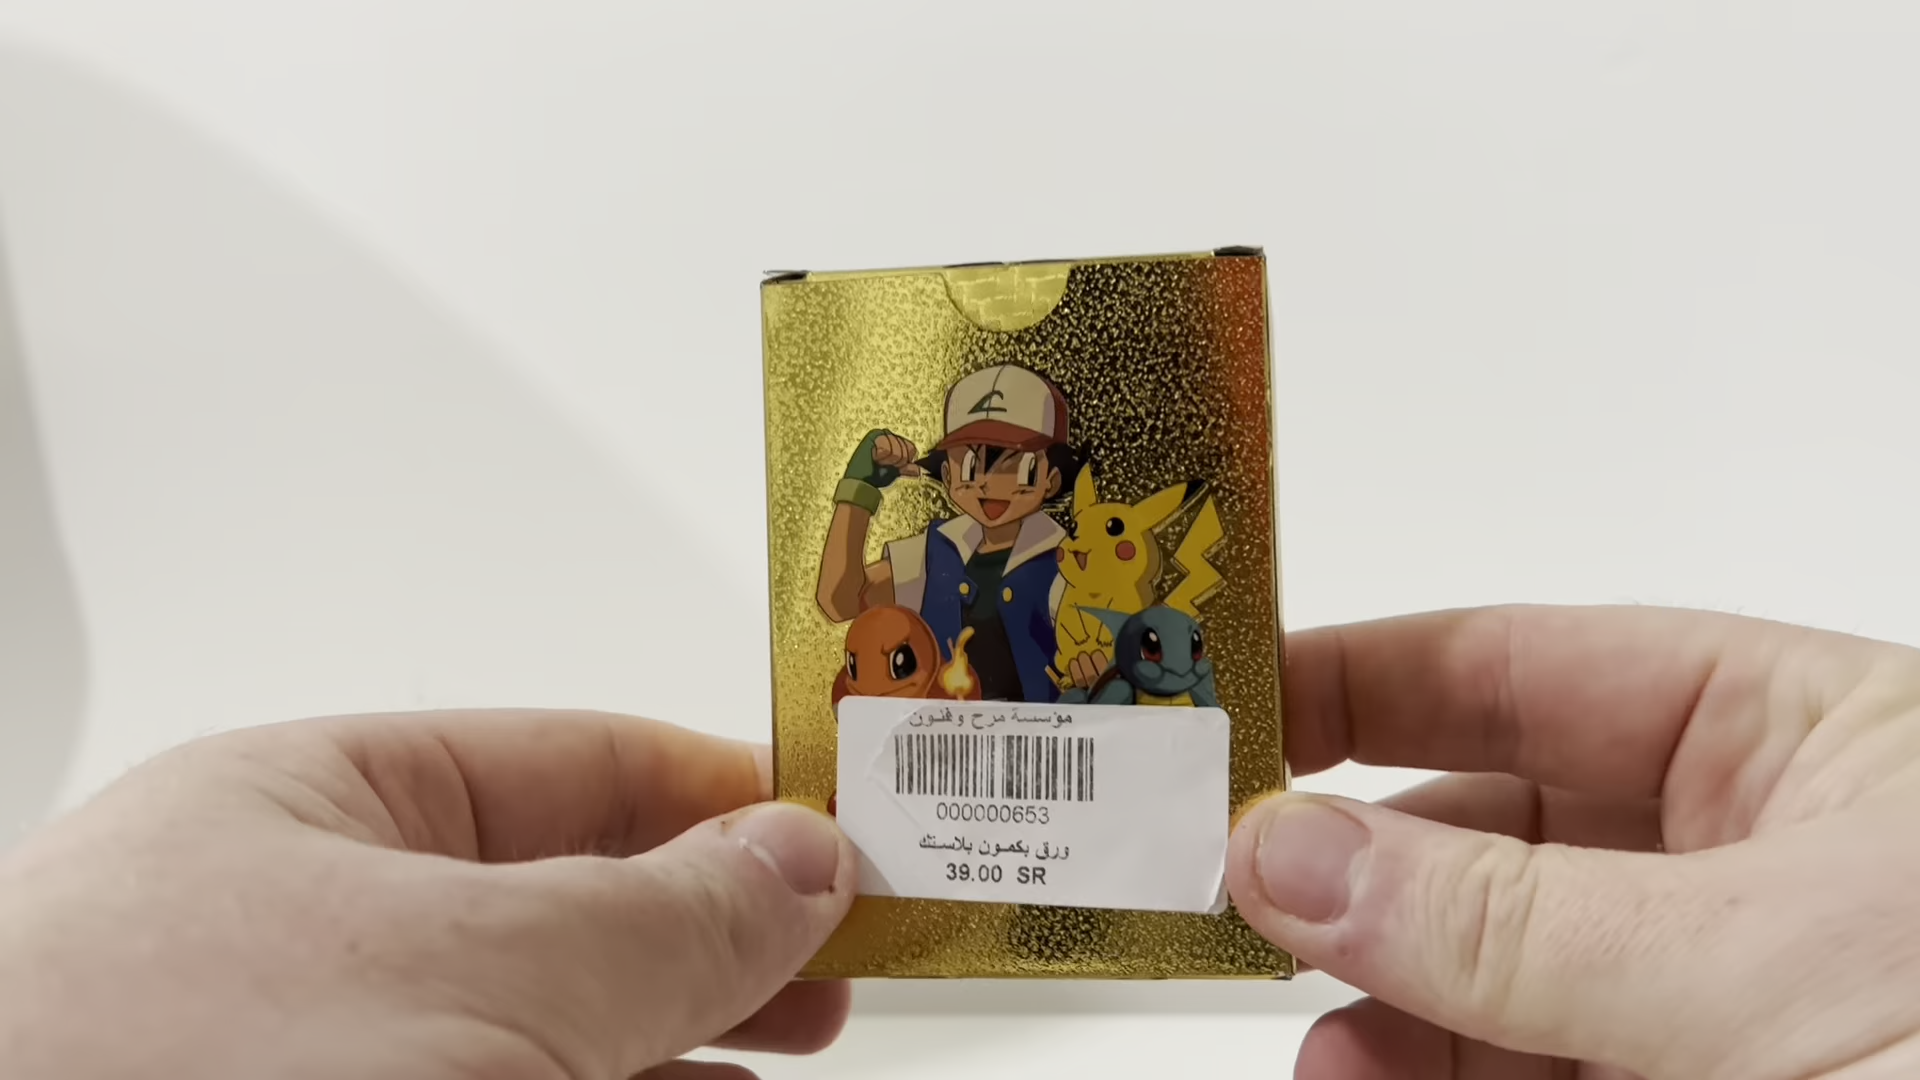 مؤسسة مرح وفنون
000000653
ورق بكمون بلاستك
39.00 SR